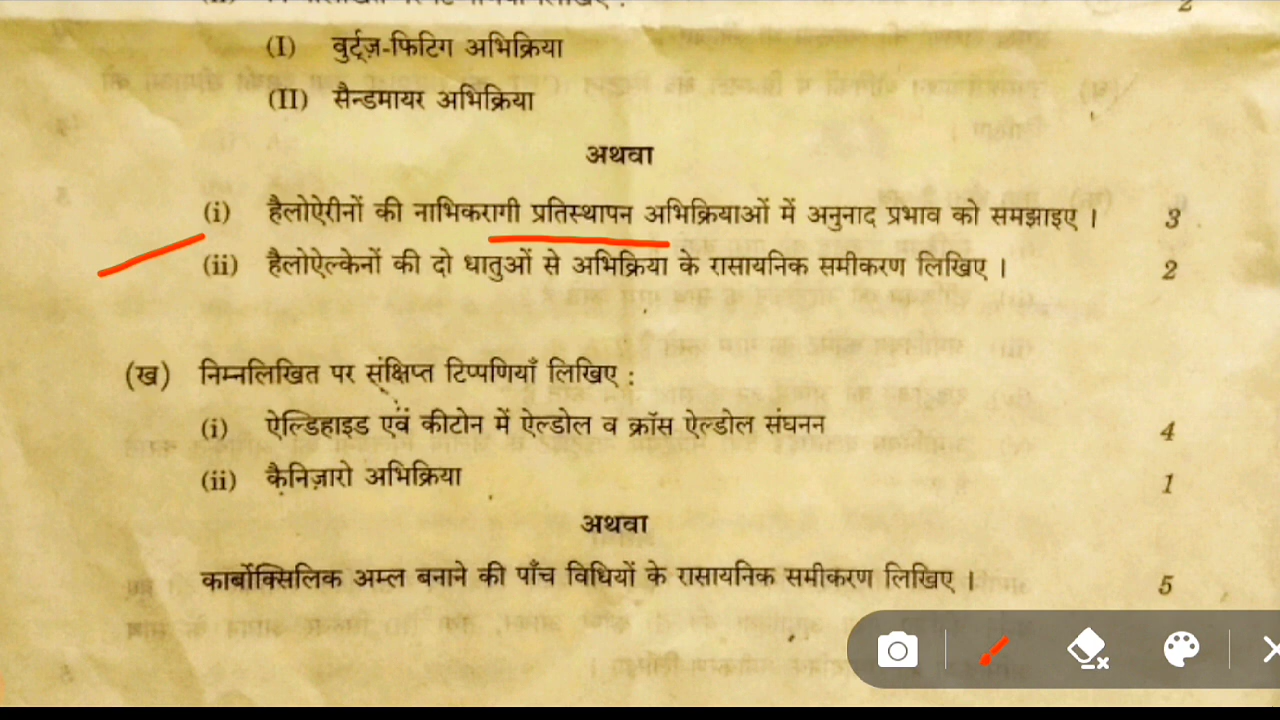 (I) वुर्ट्ज़-फिटिग अभिक्रिया
(II) सैन्डमायर अभिक्रिया
अथवा
(i) हैलोऐरीनों की नाभिकरागी प्रतिस्थापन अभिक्रियाओं में अनुनाद प्रभाव को समझाइए । 3
(ii) हैलोऐल्केनों की दो धातुओं से अभिक्रिया के रासायनिक समीकरण लिखिए । 2
(ख) निम्नलिखित पर संक्षिप्त टिप्पणियाँ लिखिए :
(i) ऐल्डिहाइड एवं कीटोन में ऐल्डोल व क्रॉस ऐल्डोल संघनन 4
(ii) कैनिज़ारो अभिक्रिया 1
अथवा
कार्बोक्सिलिक अम्ल बनाने की पाँच विधियों के रासायनिक समीकरण लिखिए । 5